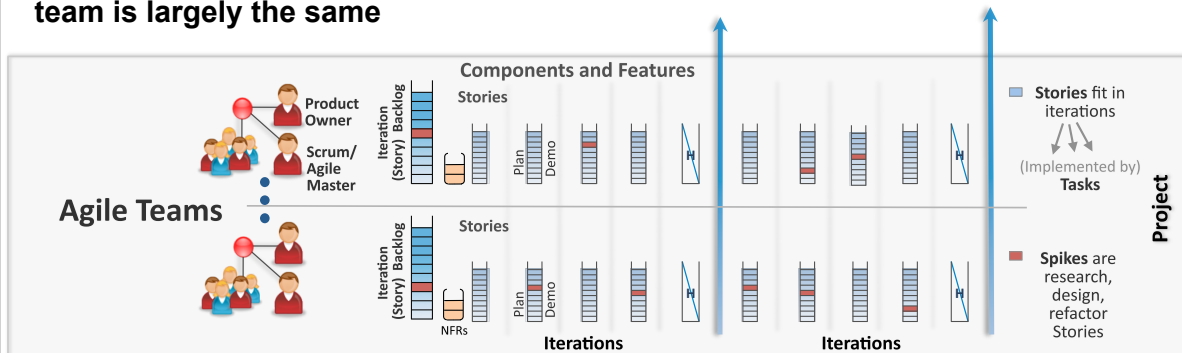 team is largely the same
Components and Features
Product
Owner
Scrum/
Agile
Master
Iteration
(Story) Backlog
Stories
Plan
Demo
H
H
Stories fit in
iterations
(Implemented by)
Tasks
Agile Teams
Project
Iteration
(Story) Backlog
Stories
NFRs
Plan
Demo
H
H
Spikes are
research,
design,
refactor
Stories
Iterations
Iterations